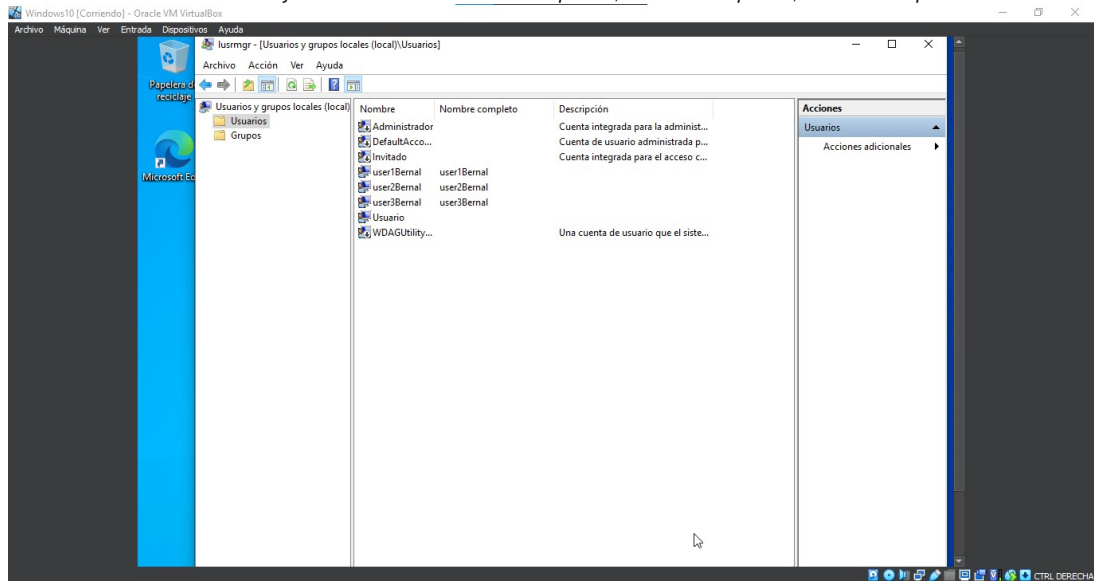 Windows10 [Corriendo] - Oracle VM VirtualBox
Archivo Máquina Ver Entrada Dispositivos Ayuda
lusrmgr - [Usuarios y grupos locales (local)\Usuarios]
Archivo Acción Ver Ayuda
Papelera d
reciclaje
Microsoft Ed
Usuarios y grupos locales (local)
Usuarios
Grupos
Nombre Nombre completo Descripción
Administrador Cuenta integrada para la administ...
DefaultAcco... Cuenta de usuario administrada p...
Invitado Cuenta integrada para el acceso c...
user1Bernal user1Bernal
user2Bernal user2Bernal
user3Bernal user3Bernal
Usuario
WDAGUtility... Una cuenta de usuario que el siste...
Acciones
Usuarios
Acciones adicionales
CTRL DERECHA